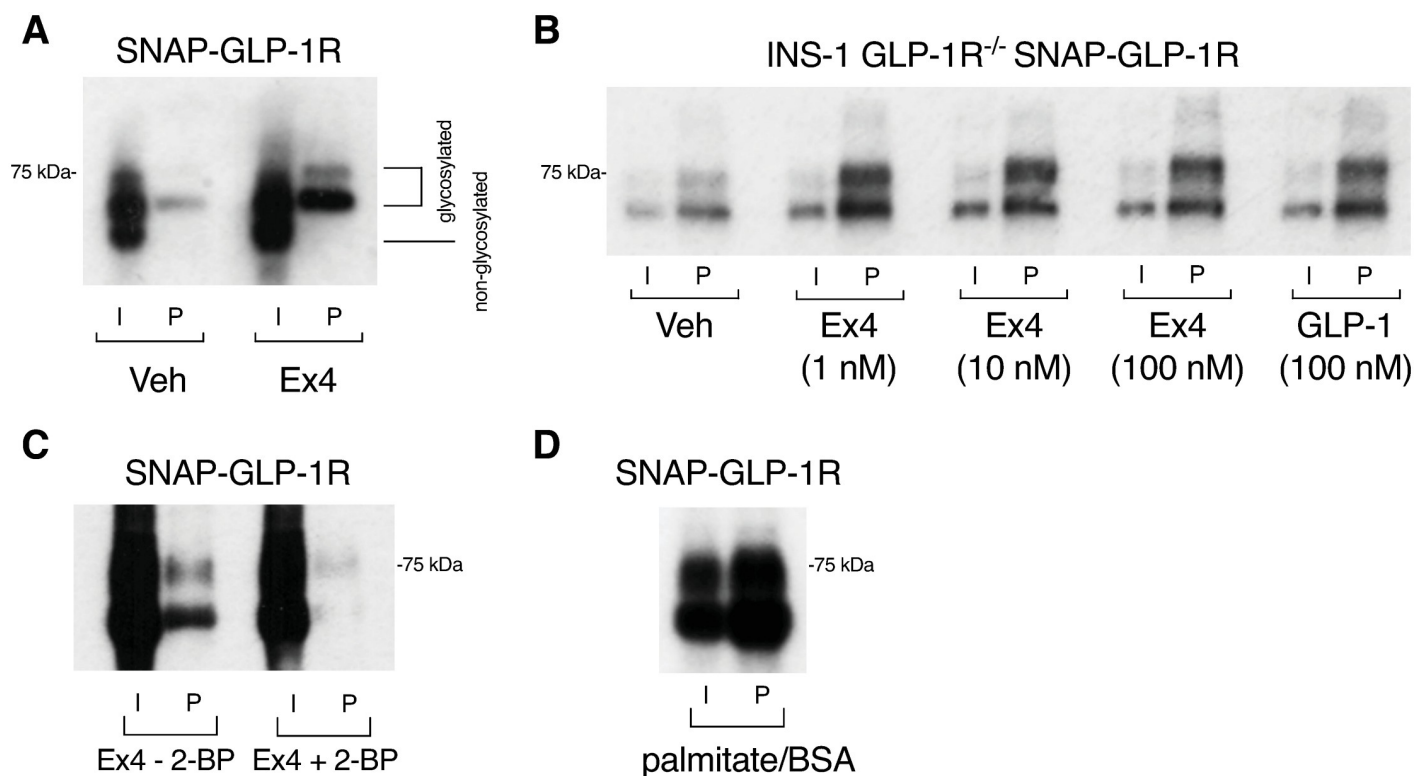 A
SNAP-GLP-1R
75 kDa-
glycosylated
non-glycosylated
I P I P
Veh Ex4
B
INS-1 GLP-1R-/- SNAP-GLP-1R
75 kDa-
I P I P I P I P I P
Veh Ex4 Ex4 Ex4 GLP-1
(1 nM) (10 nM) (100 nM) (100 nM)
C
SNAP-GLP-1R
-75 kDa
I P I P
Ex4 - 2-BP Ex4 + 2-BP
D
SNAP-GLP-1R
-75 kDa
I P
palmitate/BSA